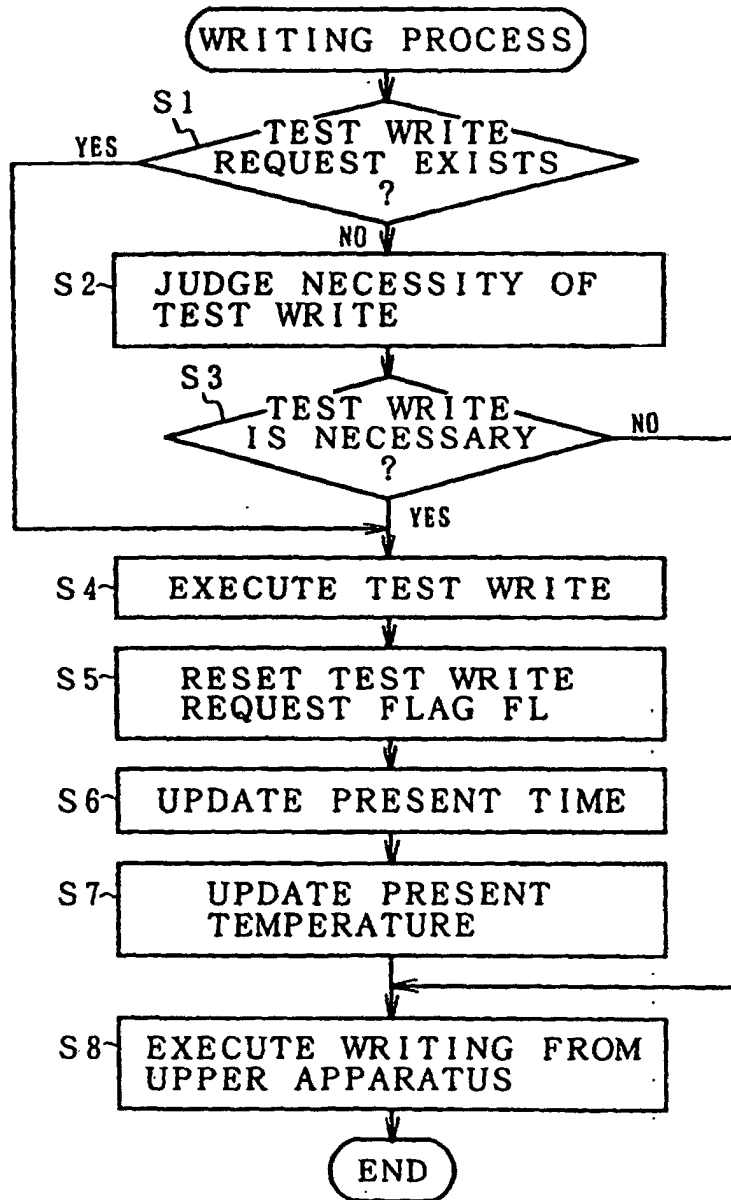 WRITING PROCESS
S1
TEST WRITE
YES
REQUEST EXISTS
?
NO
S2
JUDGE NECESSITY OF
TEST WRITE
S3
TEST WRITE
IS NECESSARY
NO
?
YES
S4
EXECUTE TEST WRITE
S5
RESET TEST WRITE
REQUEST FLAG FL
S6
UPDATE PRESENT TIME
S7
UPDATE PRESENT
TEMPERATURE
S8
EXECUTE WRITING FROM
UPPER APPARATUS
END